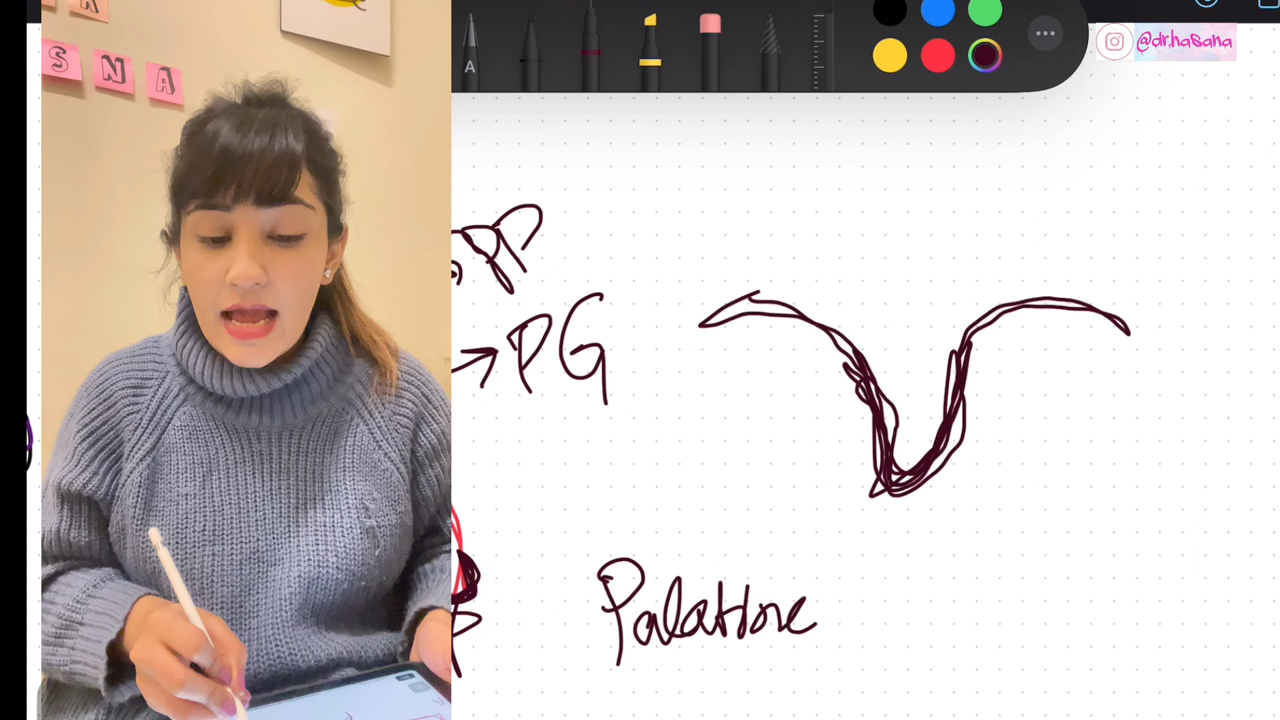 S N A
A
@dr.hasana
PP
→ PG
Palatine